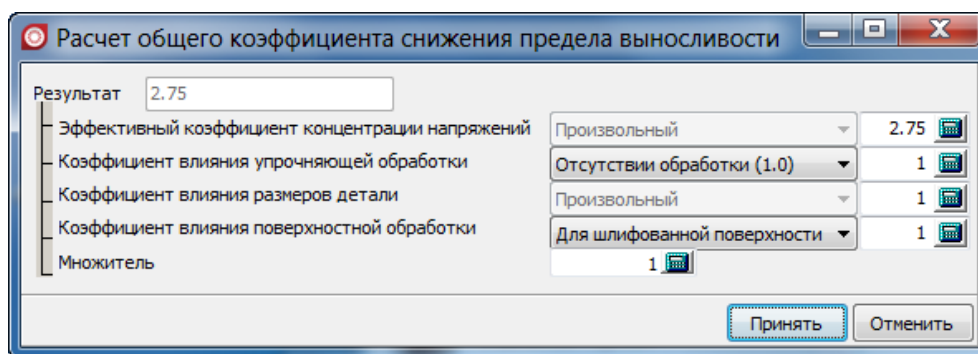 Расчет общего коэффициента снижения предела выносливости
Результат 2.75
Эффективный коэффициент концентрации напряжений Произвольный 2.75
Коэффициент влияния упрочняющей обработки Отсутствии обработки (1.0) 1
Коэффициент влияния размеров детали Произвольный 1
Коэффициент влияния поверхностной обработки Для шлифованной поверхности 1
Множитель 1
Принять Отменить